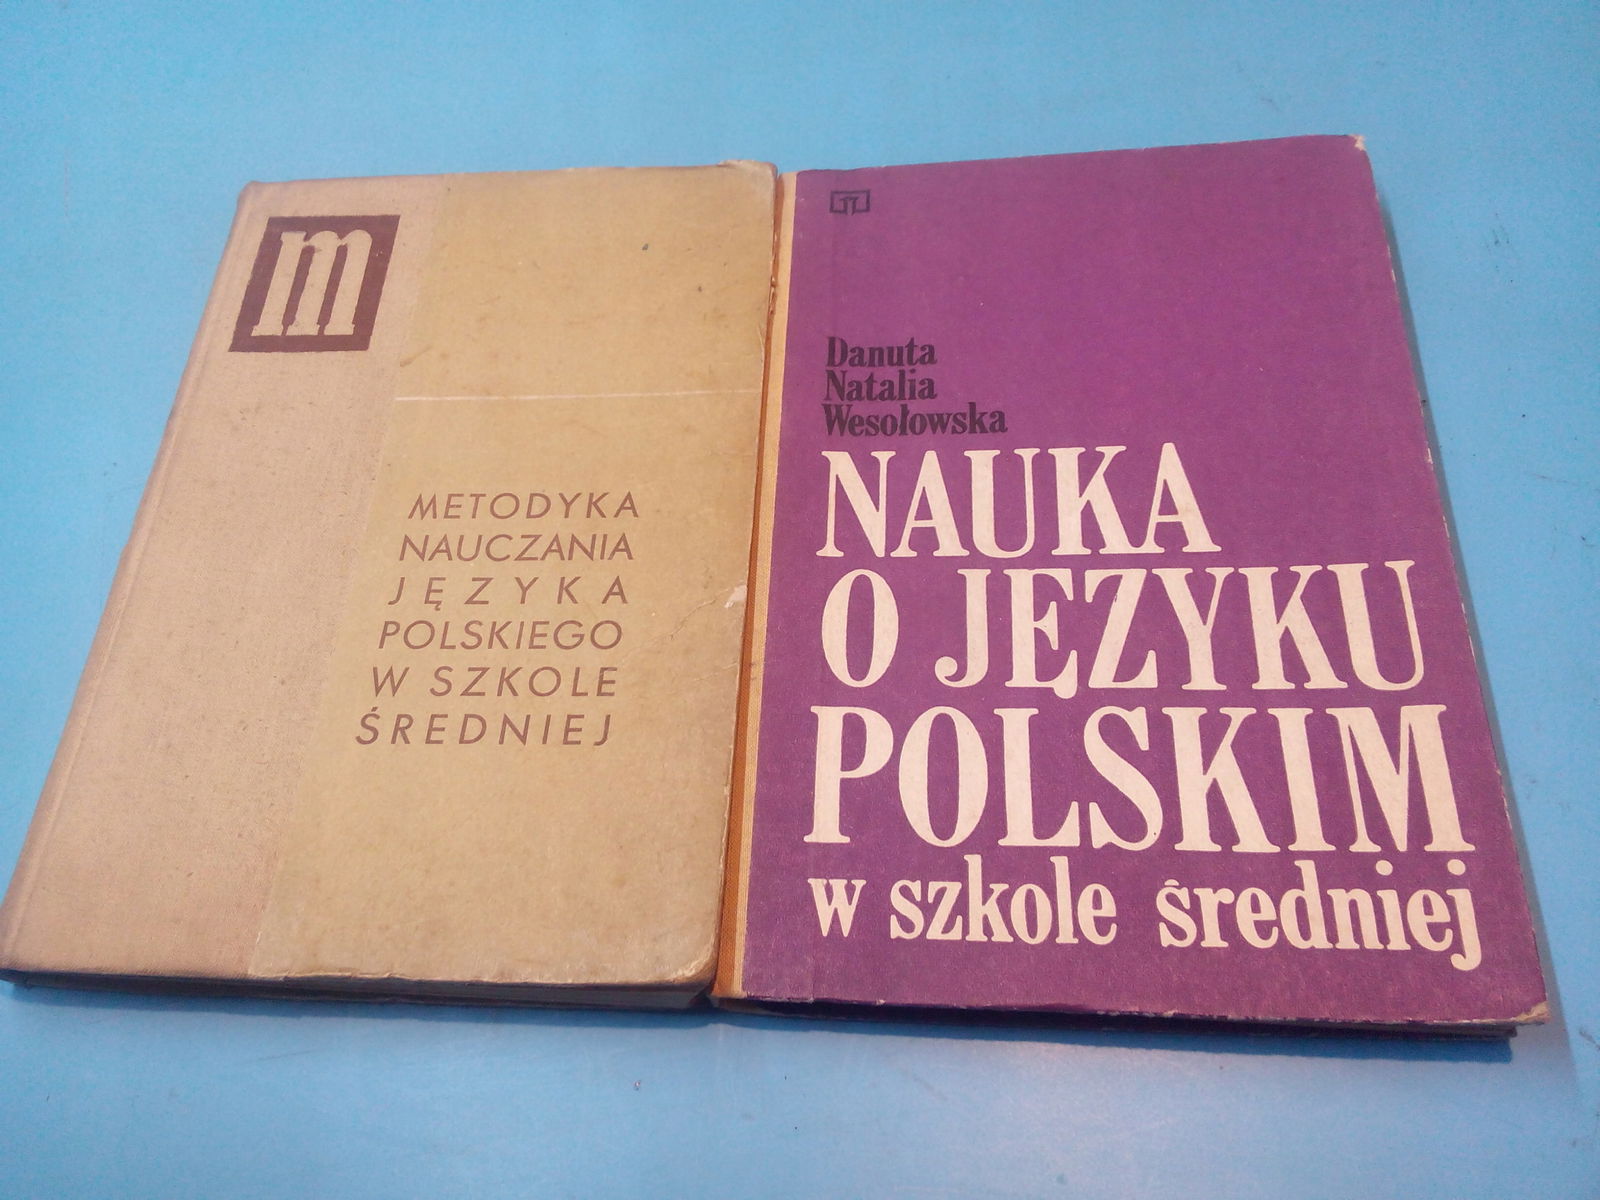 m
METODYKA
NAUCZANIA
JĘZYKA
POLSKIEGO
W SZKOLE
ŚREDNIEJ
Danuta
Natalia
Wesołowska
NAUKA
O JĘZYKU
POLSKIM
w szkole średniej